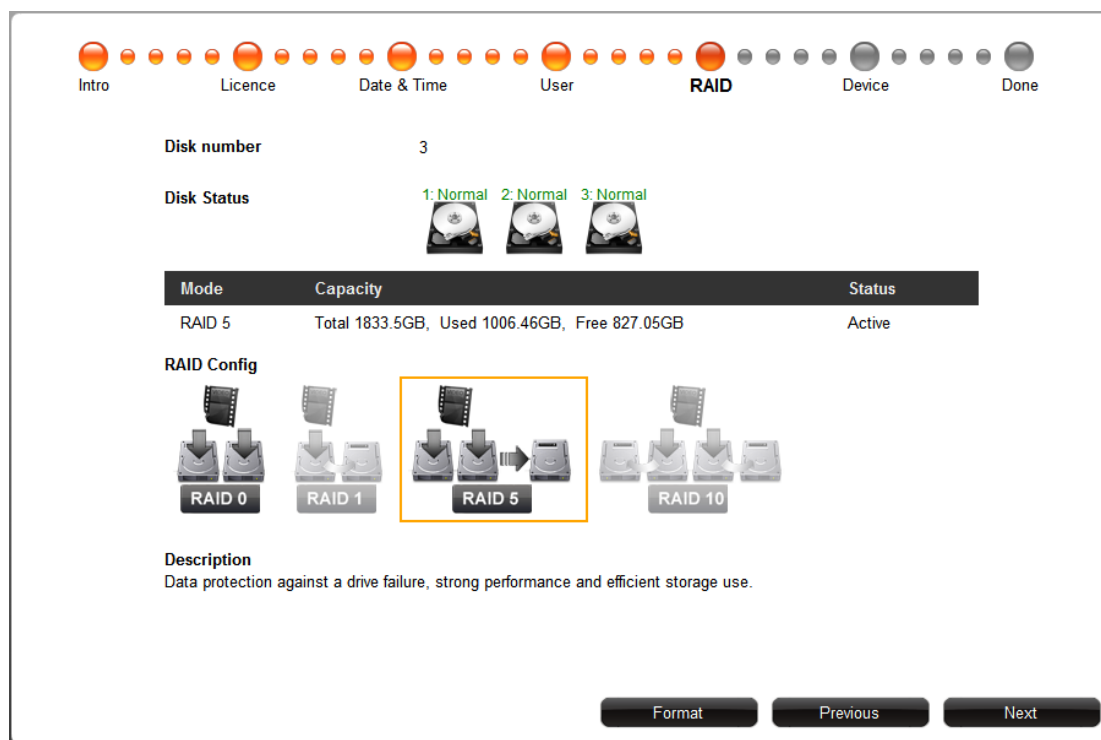 Intro Licence Date & Time User RAID Device Done
Disk number 3
Disk Status 1: Normal 2: Normal 3: Normal
Mode Capacity Status
RAID 5 Total 1833.5GB, Used 1006.46GB, Free 827.05GB Active
RAID Config
RAID 0 RAID 1 RAID 5 RAID 10
Description
Data protection against a drive failure, strong performance and efficient storage use.
Format Previous Next